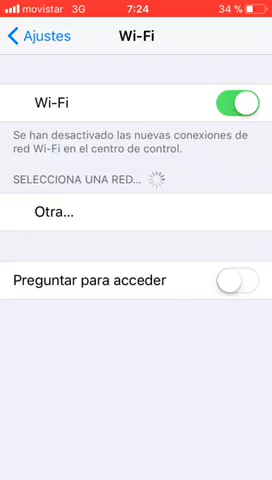 movistar 3G 7:24 34 %
Ajustes Wi-Fi
Wi-Fi
Se han desactivado las nuevas conexiones de
red Wi-Fi en el centro de control.
SELECCIONA UNA RED...
Otra...
Preguntar para acceder